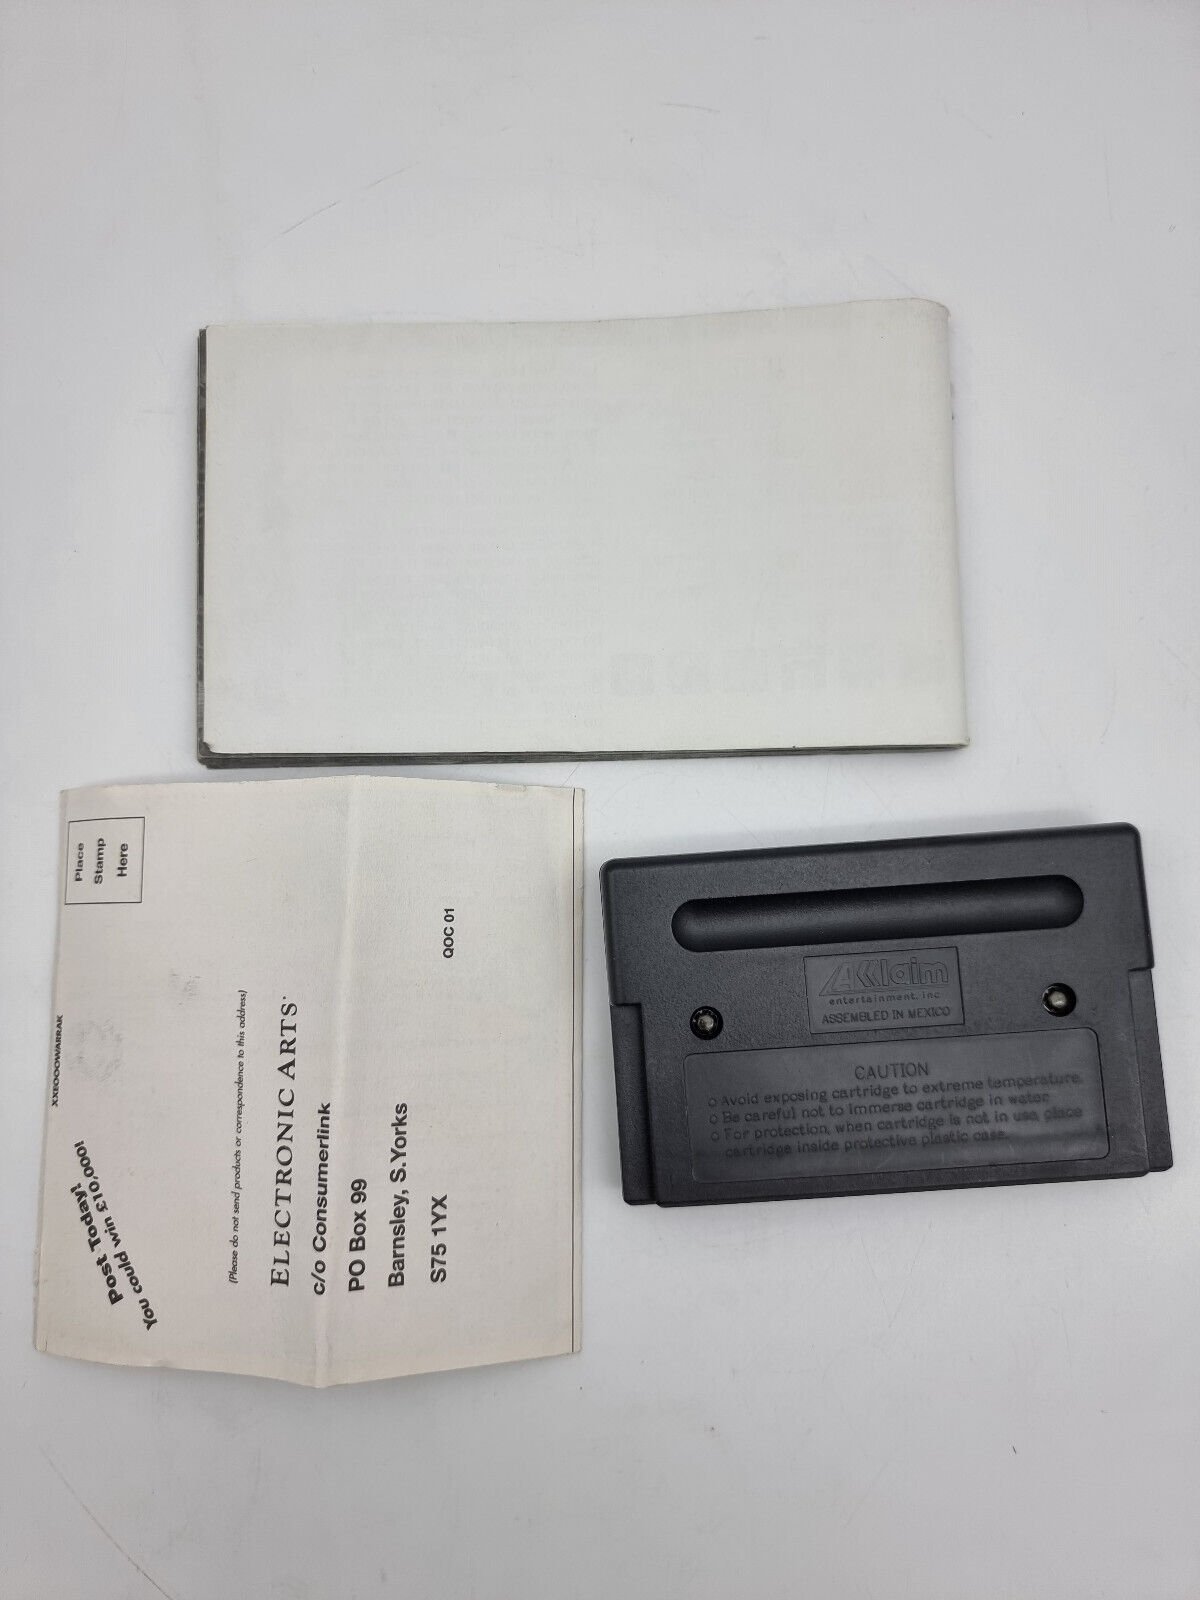 Place
Stamp
Here
XXEOOOWARRAK
Post Today!
You could win £10,000!
(Please do not send products or correspondence to this address)
ELECTRONIC ARTS
c/o Consumerlink
PO Box 99
Barnsley, S.Yorks
S75 1YX
QOC 01
AKKlaim
entertainment, inc
ASSEMBLED IN MEXICO
CAUTION
o Avoid exposing cartridge to extreme temperature.
o Be careful not to immerse cartridge in water
o For protection, when cartridge is not in use place
cartridge inside protective plastic case.